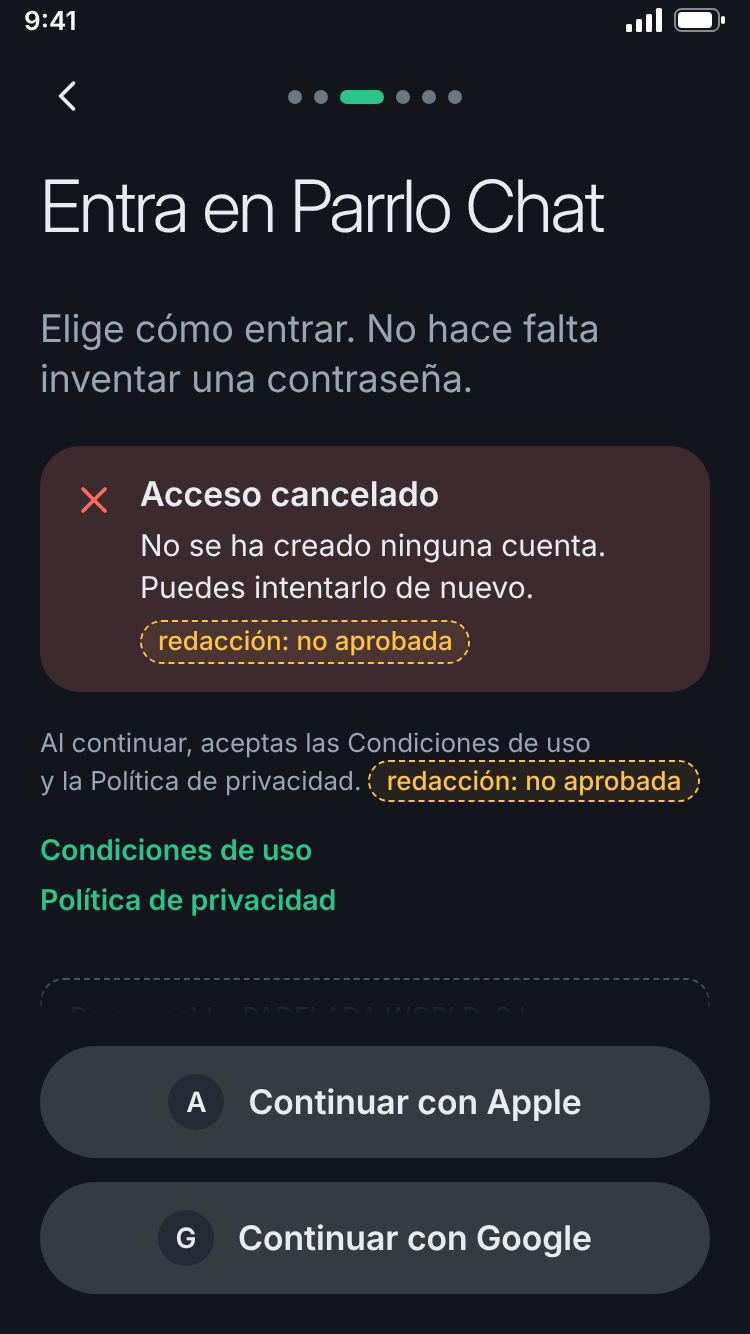 9:41
Entra en Parrlo Chat
Elige cómo entrar. No hace falta
inventar una contraseña.
Acceso cancelado
No se ha creado ninguna cuenta.
Puedes intentarlo de nuevo.
redacción: no aprobada
Al continuar, aceptas las Condiciones de uso
y la Política de privacidad. redacción: no aprobada
Condiciones de uso
Política de privacidad
A Continuar con Apple
G Continuar con Google